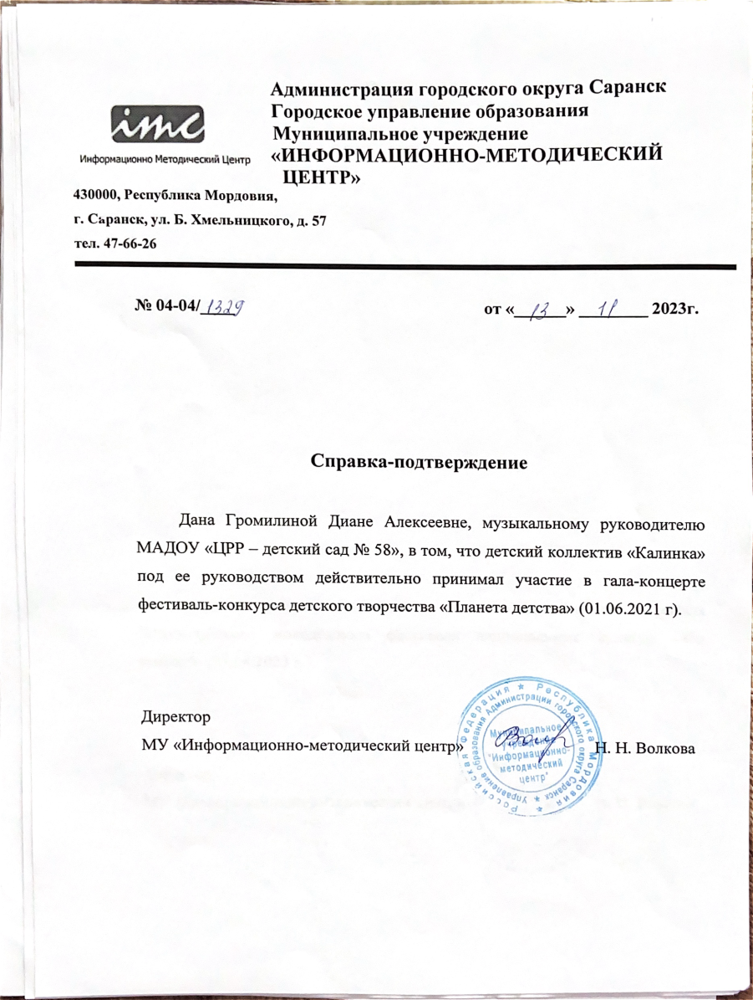 Администрация городского округа Саранск
Городское управление образования
Муниципальное учреждение
«ИНФОРМАЦИОННО-МЕТОДИЧЕСКИЙ
ЦЕНТР»
имс
Информационно Методический Центр
430000, Республика Мордовия,
г. Саранск, ул. Б. Хмельницкого, д. 57
тел. 47-66-26
№ 04-04/1329
от «13» 11 2023г.
Справка-подтверждение
Дана Громилиной Диане Алексеевне, музыкальному руководителю
МАДОУ «ЦРР – детский сад № 58», в том, что детский коллектив «Калинка»
под ее руководством действительно принимал участие в гала-концерте
фестиваль-конкурса детского творчества «Планета детства» (01.06.2021 г).
Директор
МУ «Информационно-методический центр»
Н. Н. Волкова
Российская Федерация ★ Республика Мордовия ★
Управление образования Администрации городского округа Саранск ★
Муниципальное
учреждение
"Информационно-
методический
центр"